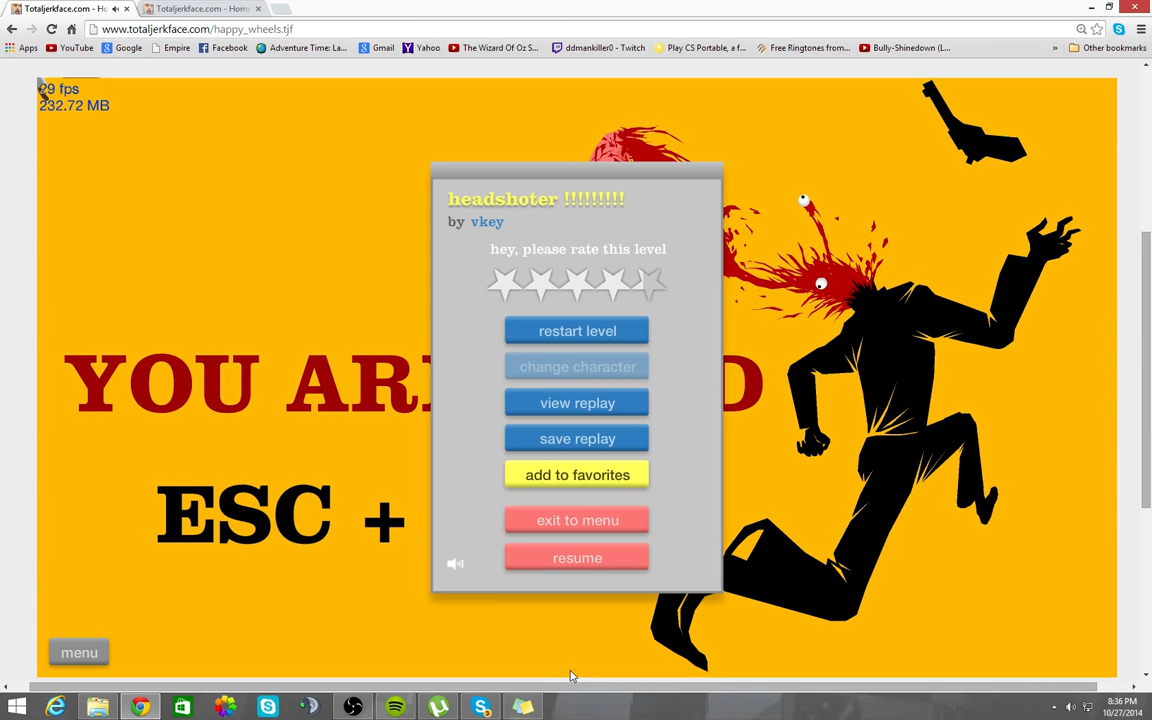 Totaljerkface.com - Ho
Totaljerkface.com - Hom
www.totaljerkface.com/happy_wheels.tjf
Apps YouTube Google Empire Facebook Adventure Time: La... Gmail Yahoo The Wizard Of Oz S... ddmankiller0 - Twitch Play CS Portable, a f... Free Ringtones from... Bully-Shinedown (L... » Other bookmarks
29 fps
232.72 MB
headshoter !!!!!!!!!
by vkey
hey, please rate this level
restart level
change character
view replay
save replay
add to favorites
exit to menu
resume
YOU AR D
ESC +
menu
8:36 PM
10/27/2014